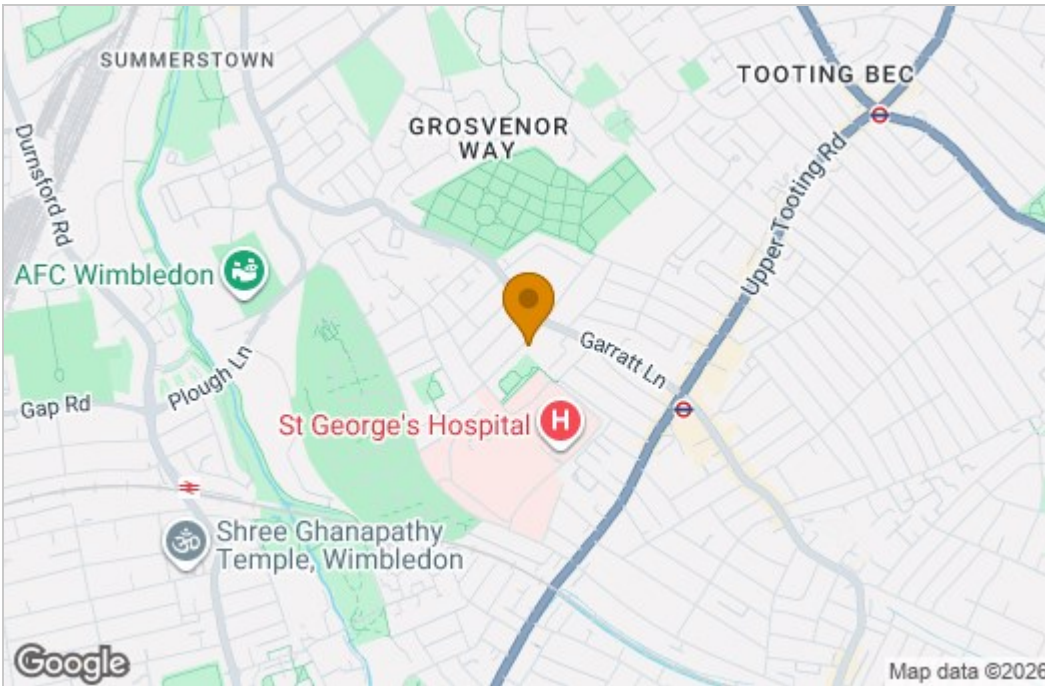 SUMMERSTOWN
TOOTING BEC
GROSVENOR
WAY
Durnsford Rd
Upper Tooting Rd
AFC Wimbledon
Garratt Ln
Plough Ln
Gap Rd
St George's Hospital
H
Shree Ghanapathy
Temple, Wimbledon
Google
Map data ©2026